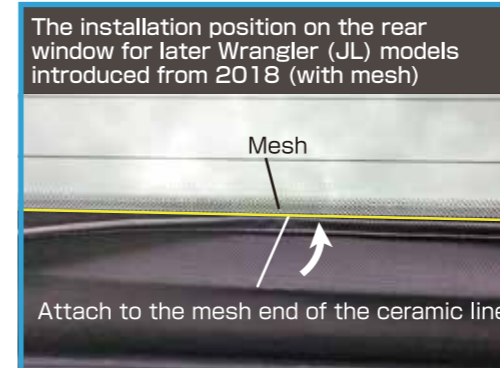 The installation position on the rear
window for later Wrangler (JL) models
introduced from 2018 (with mesh)
Mesh
Attach to the mesh end of the ceramic line